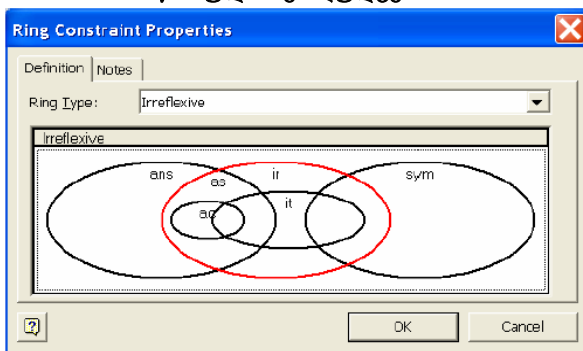 Ring Constraint Properties
Definition Notes
Ring Type: Irreflexive
Irreflexive
ans as ir sym
ac it
OK Cancel